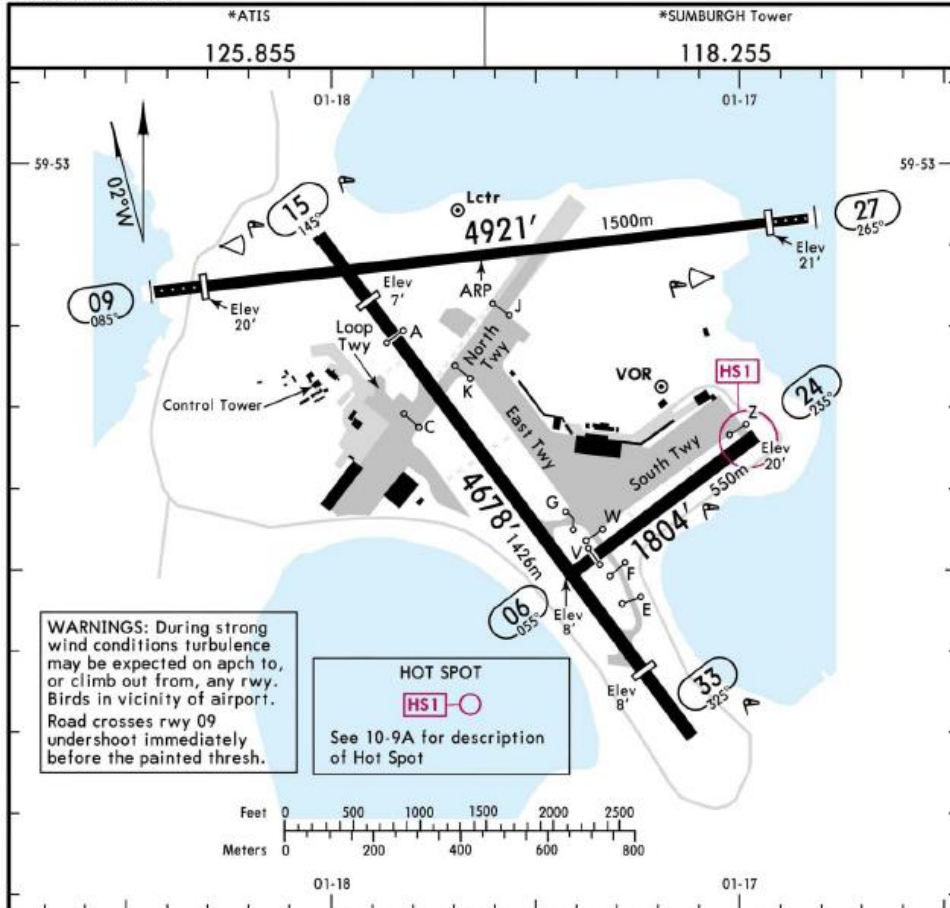 *ATIS
125.855
*SUMBURGH Tower
118.255
01-18
01-17
59-53
59-53
02°W
15
145°
Lctr
4921'
1500m
27
265°
Elev
21'
09
085°
Elev
20'
Elev
7'
ARP
J
Loop
Twy
A
North
Twy
K
VOR
HS1
24
235°
Control Tower
C
East Twy
Z
Elev
20'
South Twy
550m
1804'
4678'
1426m
G
W
V
F
E
06
055°
Elev
8'
33
325°
Elev
8'
WARNINGS: During strong
wind conditions turbulence
may be expected on apch to,
or climb out from, any rwy.
Birds in vicinity of airport.
Road crosses rwy 09
undershoot immediately
before the painted thresh.
HOT SPOT
HS1
See 10-9A for description
of Hot Spot
Feet 0 500 1000 1500 2000 2500
Meters 0 200 400 600 800
01-18
01-17